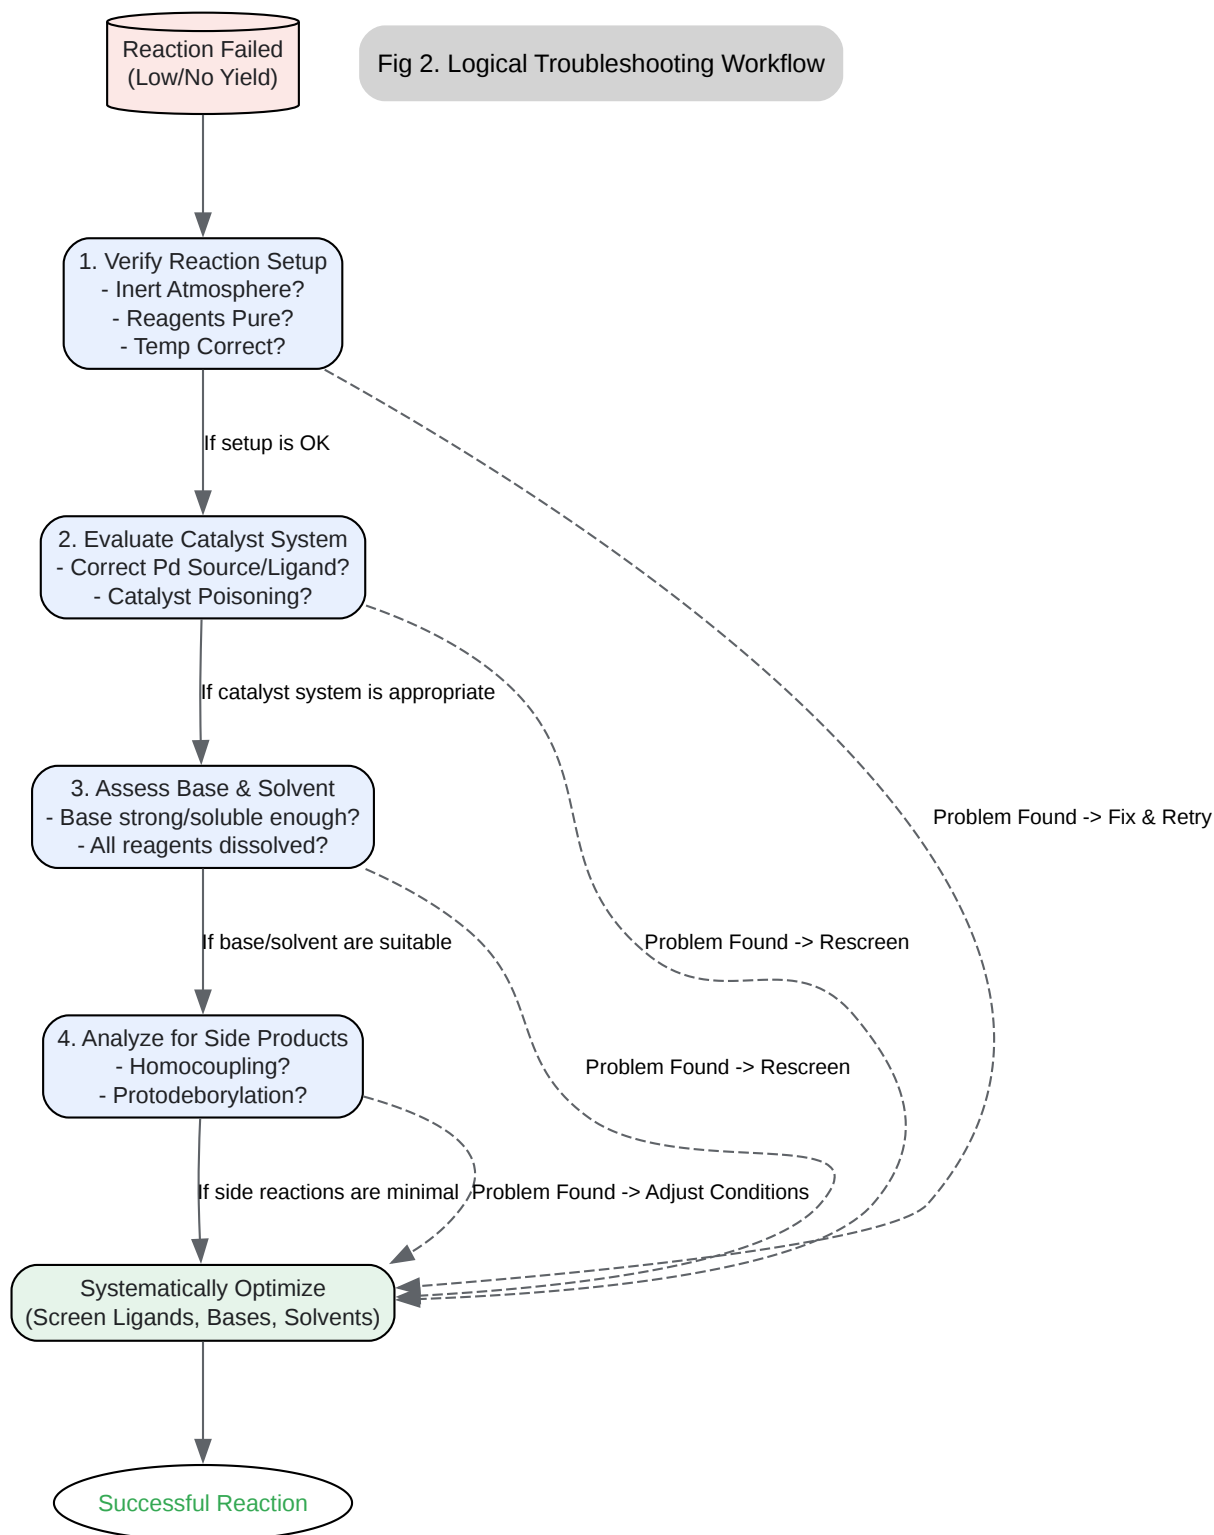 Reaction Failed
(Low/No Yield)
Fig 2. Logical Troubleshooting Workflow
1. Verify Reaction Setup
- Inert Atmosphere?
- Reagents Pure?
- Temp Correct?
If setup is OK
2. Evaluate Catalyst System
- Correct Pd Source/Ligand?
- Catalyst Poisoning?
If catalyst system is appropriate
3. Assess Base & Solvent
- Base strong/soluble enough?
- All reagents dissolved?
Problem Found -> Fix & Retry
If base/solvent are suitable
Problem Found -> Rescreen
4. Analyze for Side Products
- Homocoupling?
- Protodeborylation?
Problem Found -> Rescreen
If side reactions are minimal
Problem Found -> Adjust Conditions
Systematically Optimize
(Screen Ligands, Bases, Solvents)
Successful Reaction